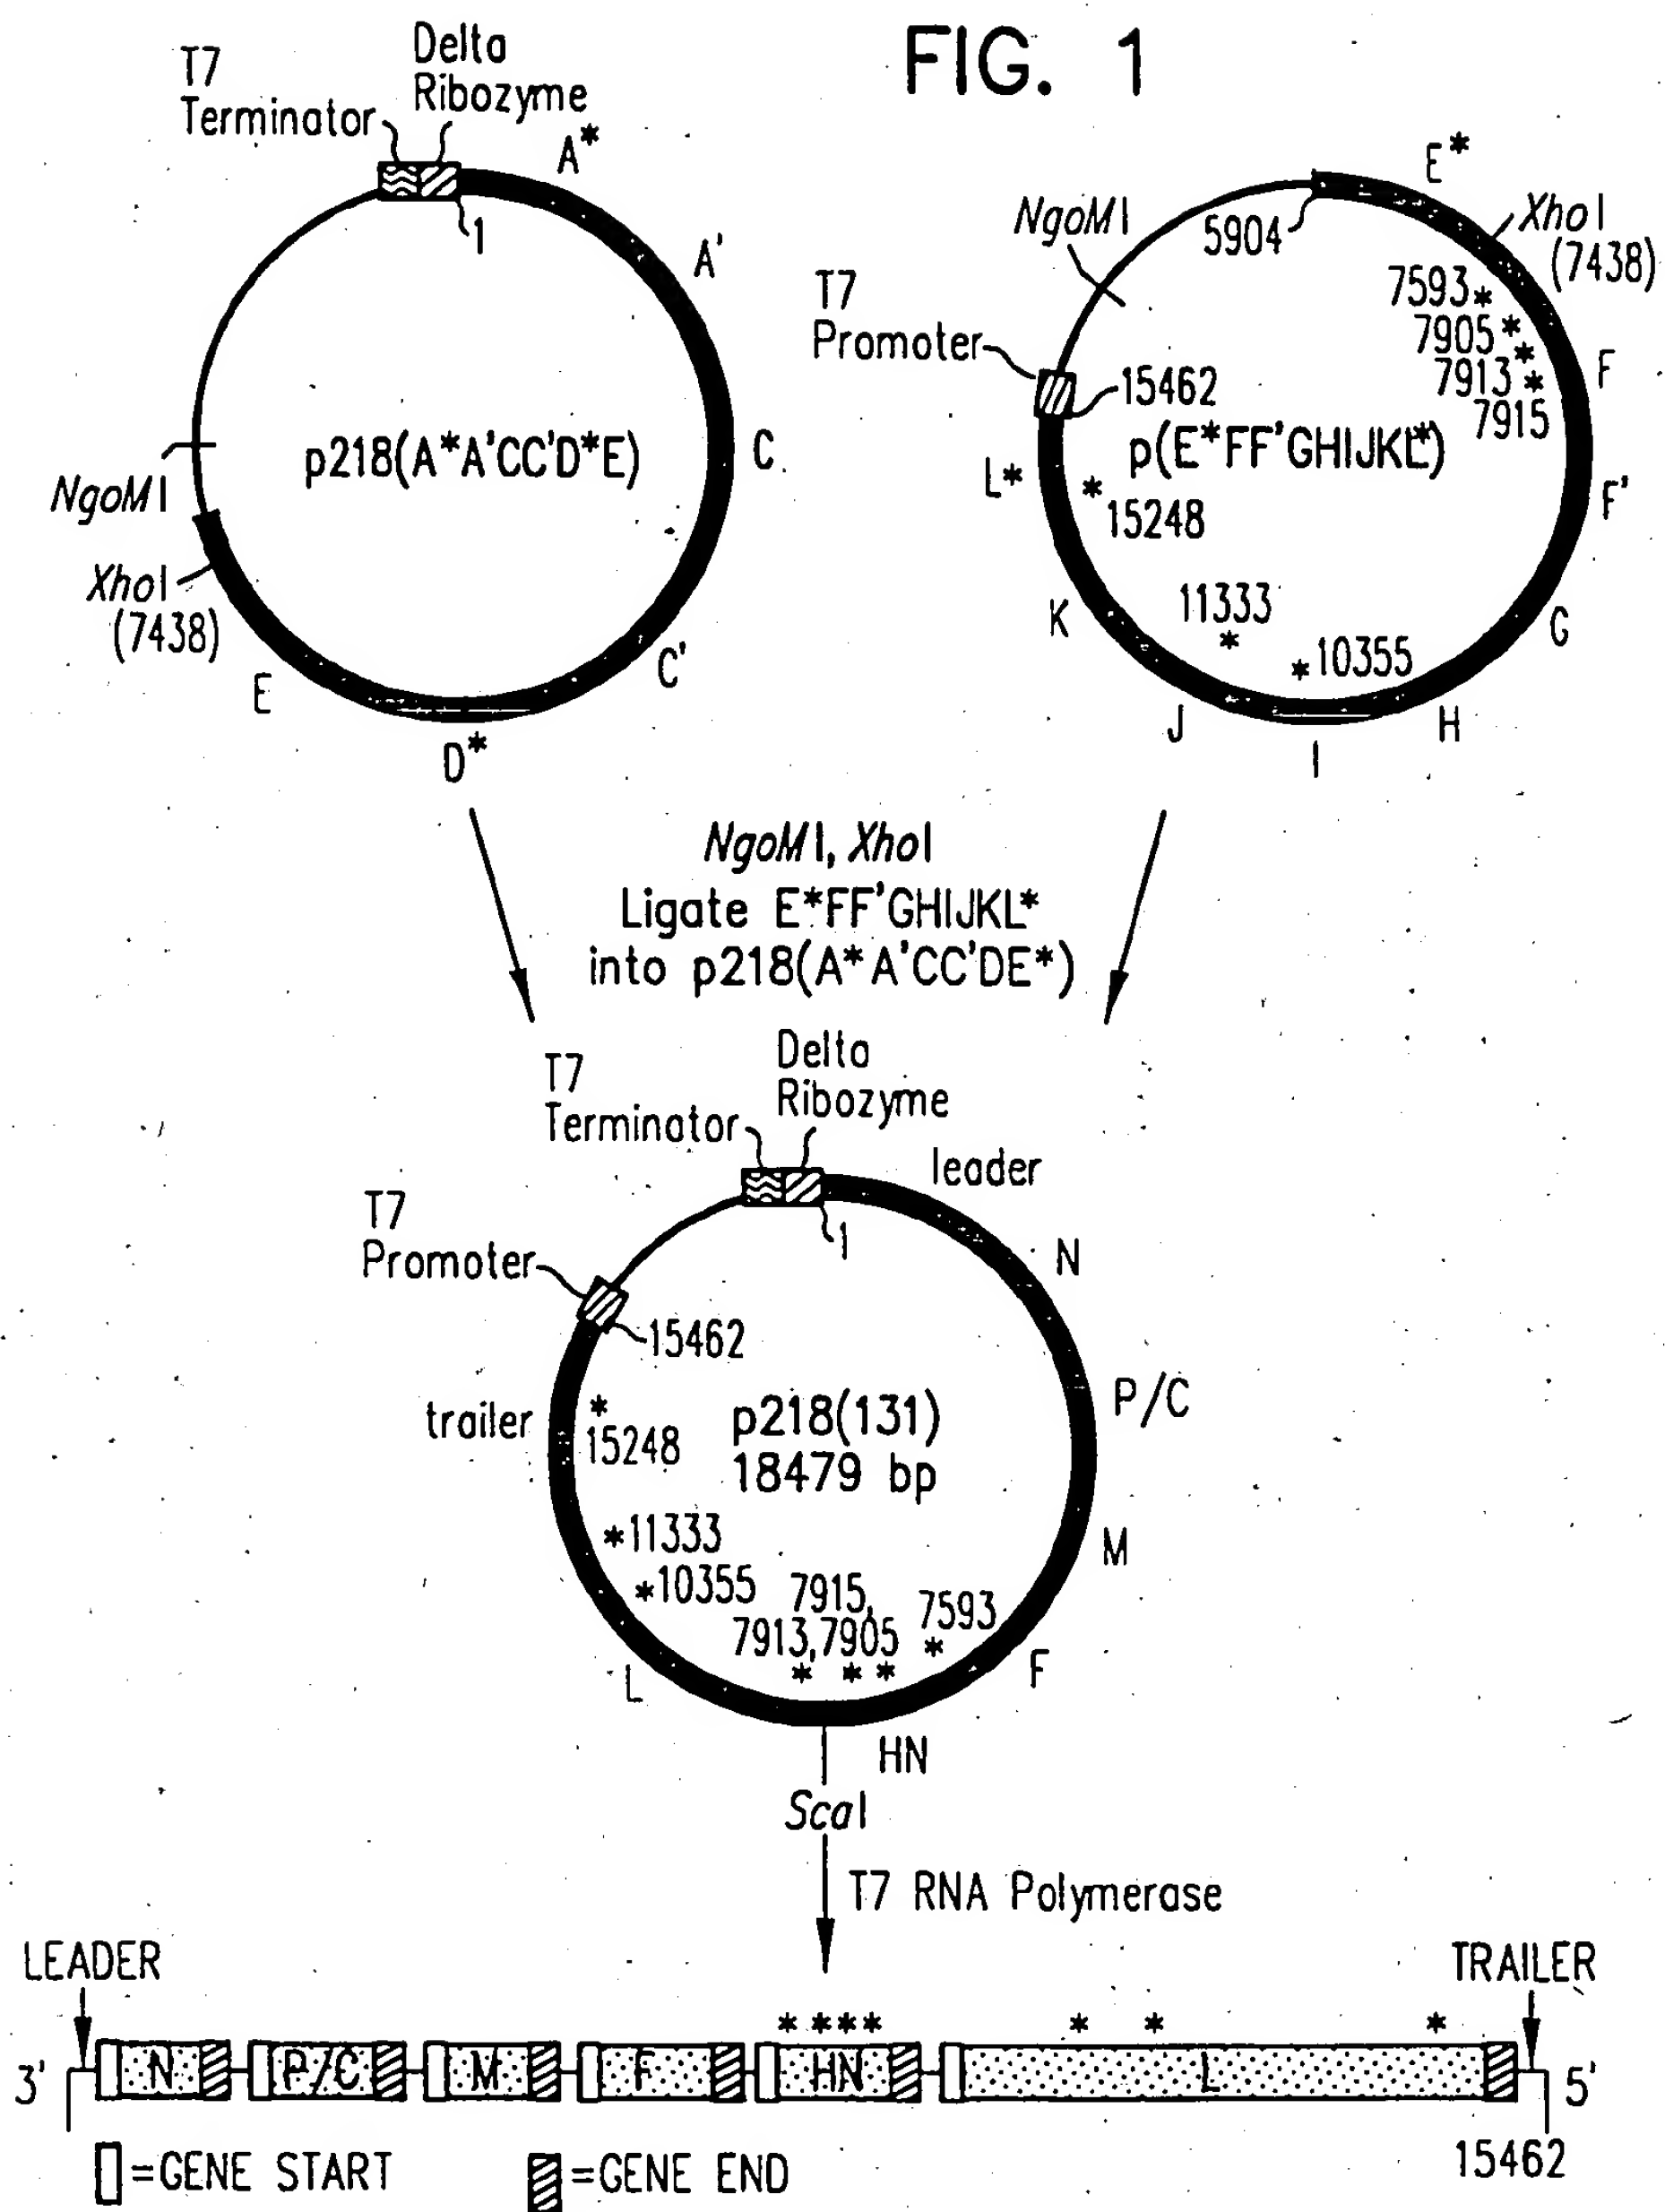 FIG. 1
T7
Terminator
Delta
Ribozyme
A*
1
A'
C
C'
D*
E
XhoI
(7438)
NgoMI
p218(A*A'CC'D*E)
E*
XhoI
(7438)
5904
NgoMI
T7
Promoter
15462
7593*
7905*
7913*
7915*
F
F'
G
H
I
J
K
L*
*
15248
11333
*
*10355
p(E*FF'GHIJKL*)
NgoMI, XhoI
Ligate E*FF'GHIJKL*
into p218(A*A'CC'DE*)
T7
Terminator
Delta
Ribozyme
leader
1
T7
Promoter
15462
N
P/C
M
F
HN
L
trailer
*
15248
p218(131)
18479 bp
*11333
*10355
7915,
7913,7905
* * *
7593
*
ScaI
T7 RNA Polymerase
LEADER
TRAILER
* * * * * * *
3' N P/C M F HN L 5'
15462
=GENE START
=GENE END